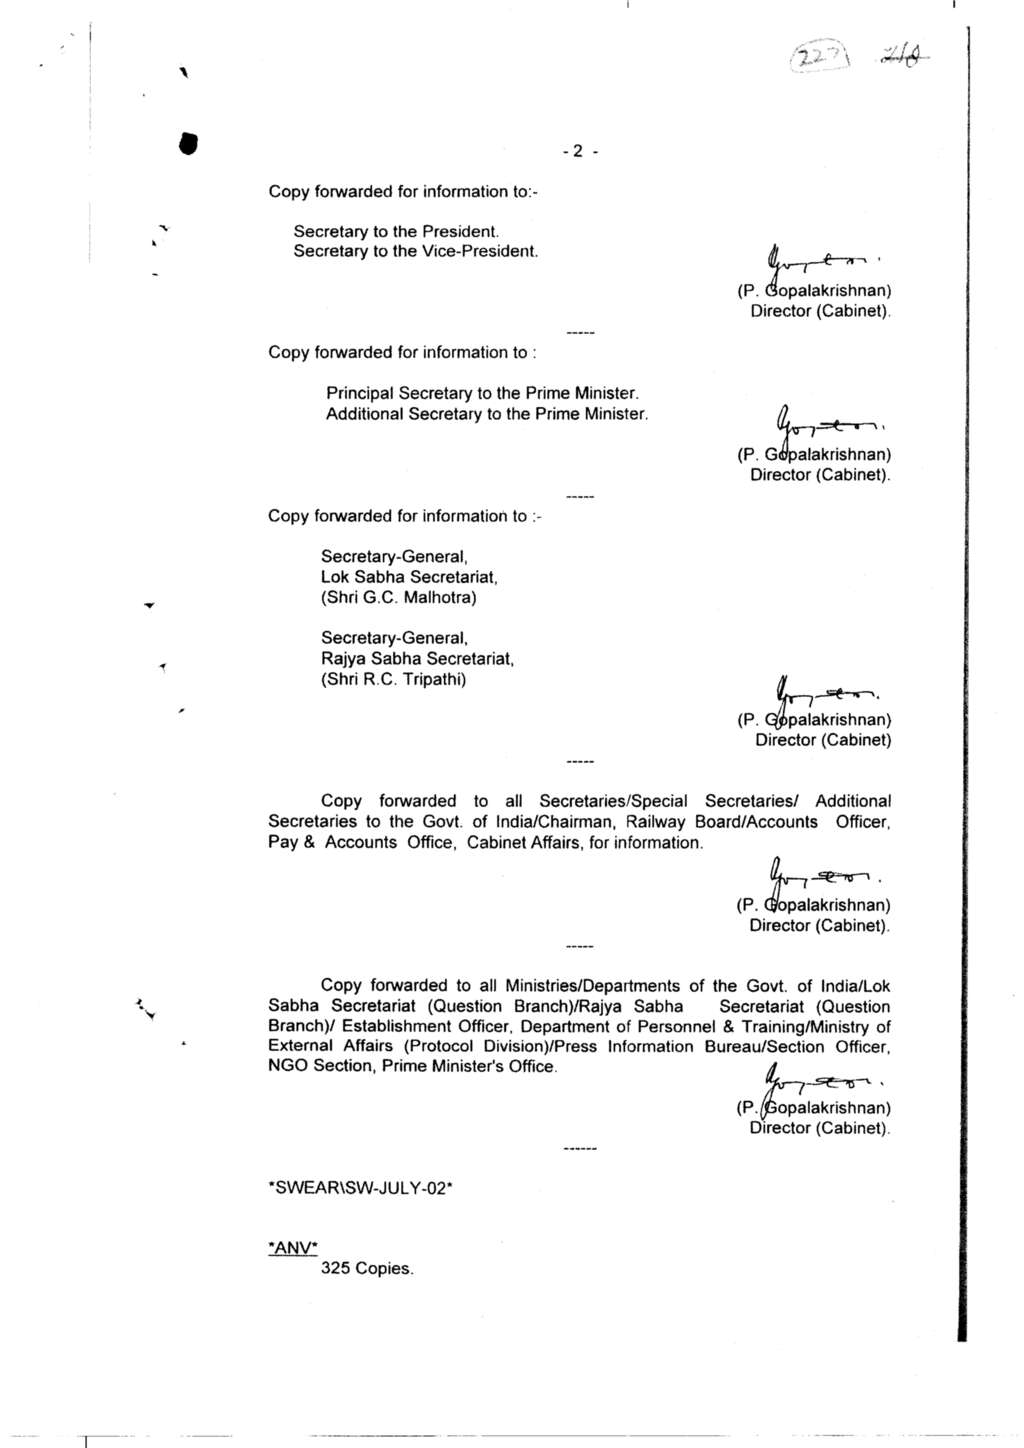 227 218
- 2 -
Copy forwarded for information to:-
Secretary to the President.
Secretary to the Vice-President.
(P. Gopalakrishnan)
Director (Cabinet).
-----
Copy forwarded for information to :
Principal Secretary to the Prime Minister.
Additional Secretary to the Prime Minister.
(P. Gopalakrishnan)
Director (Cabinet).
-----
Copy forwarded for information to :-
Secretary-General,
Lok Sabha Secretariat,
(Shri G.C. Malhotra)
Secretary-General,
Rajya Sabha Secretariat,
(Shri R.C. Tripathi)
(P. Gopalakrishnan)
Director (Cabinet)
-----
Copy forwarded to all Secretaries/Special Secretaries/ Additional
Secretaries to the Govt. of India/Chairman, Railway Board/Accounts Officer,
Pay & Accounts Office, Cabinet Affairs, for information.
(P. Gopalakrishnan)
Director (Cabinet).
-----
Copy forwarded to all Ministries/Departments of the Govt. of India/Lok
Sabha Secretariat (Question Branch)/Rajya Sabha Secretariat (Question
Branch)/ Establishment Officer, Department of Personnel & Training/Ministry of
External Affairs (Protocol Division)/Press Information Bureau/Section Officer,
NGO Section, Prime Minister's Office.
(P. Gopalakrishnan)
Director (Cabinet).
------
*SWEAR\SW-JULY-02*
*ANV*
325 Copies.